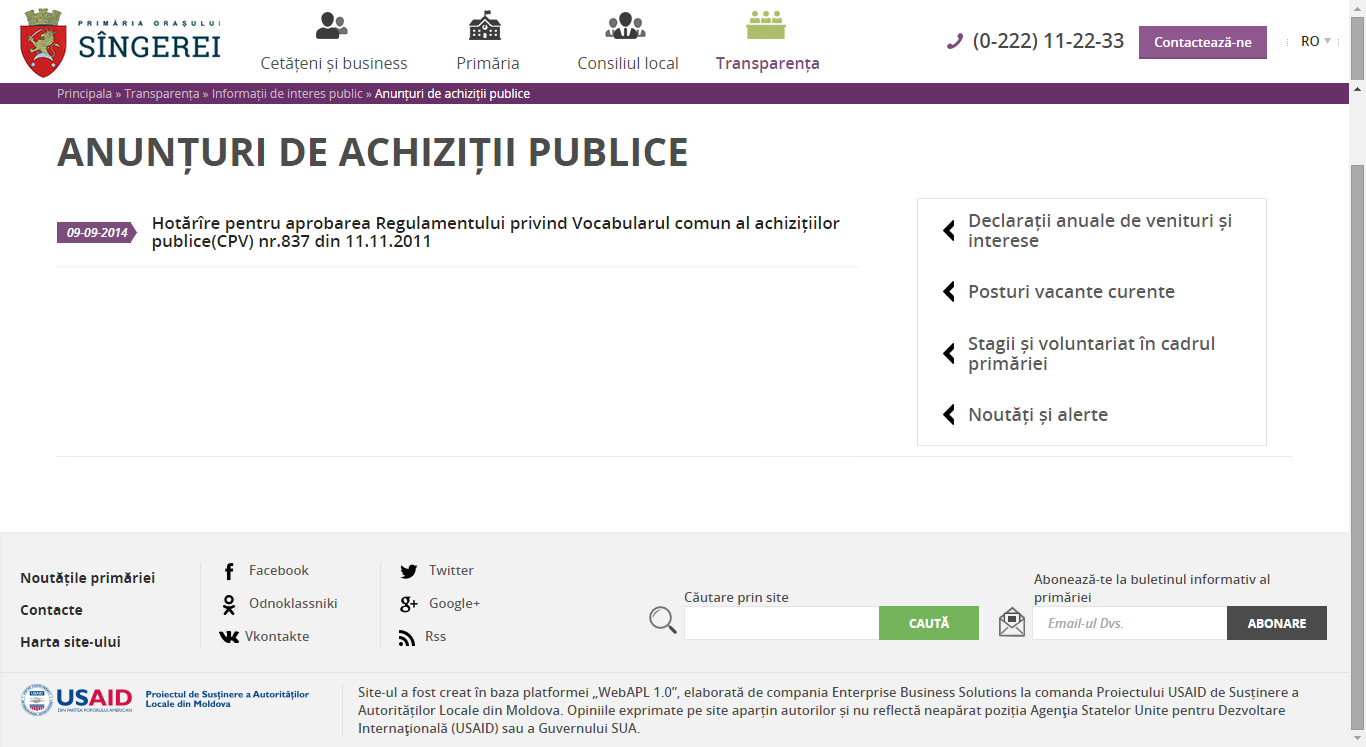 PRIMĂRIA ORAȘULUI
SÎNGEREI
Cetățeni și business
Primăria
Consiliul local
Transparența
(0-222) 11-22-33
Contactează-ne
RO
Principala » Transparența » Informații de interes public » Anunțuri de achiziții publice
ANUNȚURI DE ACHIZIȚII PUBLICE
09-09-2014
Hotărîre pentru aprobarea Regulamentului privind Vocabularul comun al achizițiilor
publice(CPV) nr.837 din 11.11.2011
Declarații anuale de venituri și
interese
Posturi vacante curente
Stagii și voluntariat în cadrul
primăriei
Noutăți și alerte
Noutățile primăriei
Contacte
Harta site-ului
Facebook
Odnoklassniki
Vkontakte
Twitter
Google+
Rss
Căutare prin site
CAUTĂ
Abonează-te la buletinul informativ al
primăriei
Email-ul Dvs.
ABONARE
USAID
DIN PARTEA POPORULUI AMERICAN
Proiectul de Susținere a Autorităților
Locale din Moldova
Site-ul a fost creat în baza platformei „WebAPL 1.0”, elaborată de compania Enterprise Business Solutions la comanda Proiectului USAID de Susținere a
Autorităților Locale din Moldova. Opiniile exprimate pe site aparțin autorilor și nu reflectă neapărat poziția Agenţia Statelor Unite pentru Dezvoltare
Internaţională (USAID) sau a Guvernului SUA.